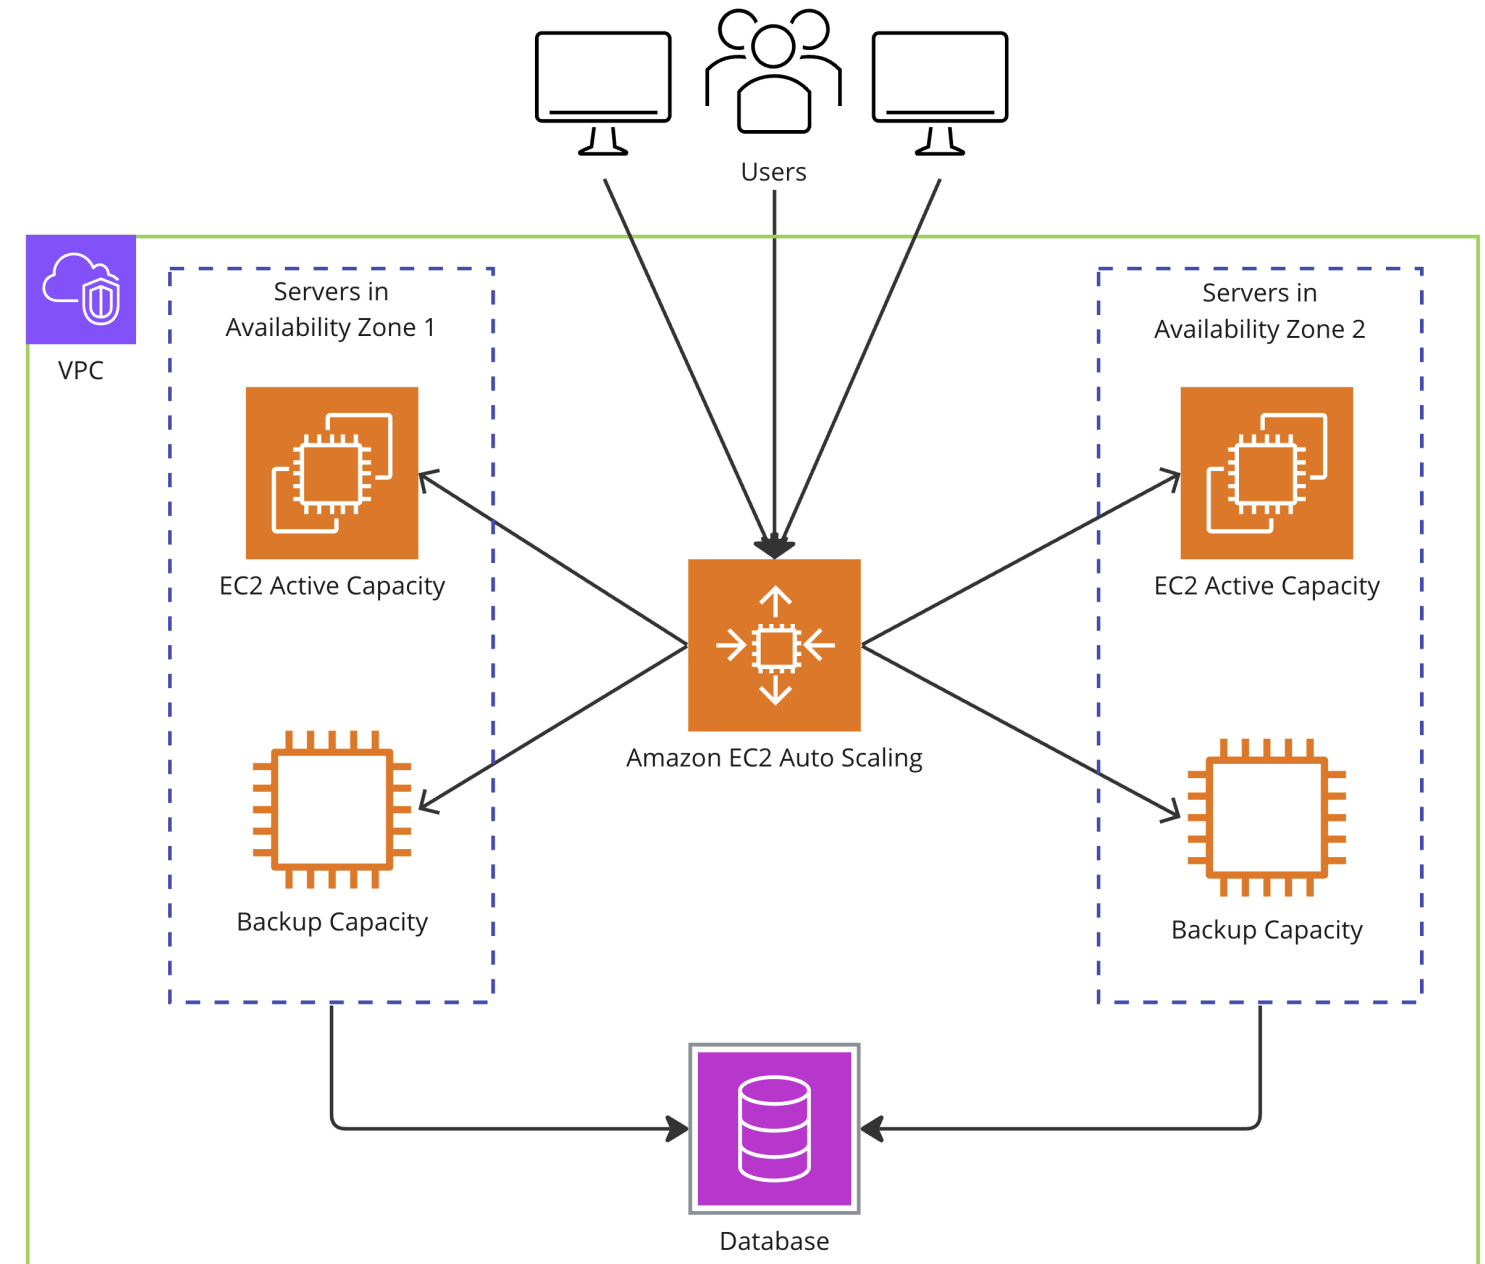 Users
VPC
Servers in
Availability Zone 1
Servers in
Availability Zone 2
EC2 Active Capacity
EC2 Active Capacity
Amazon EC2 Auto Scaling
Backup Capacity
Backup Capacity
Database